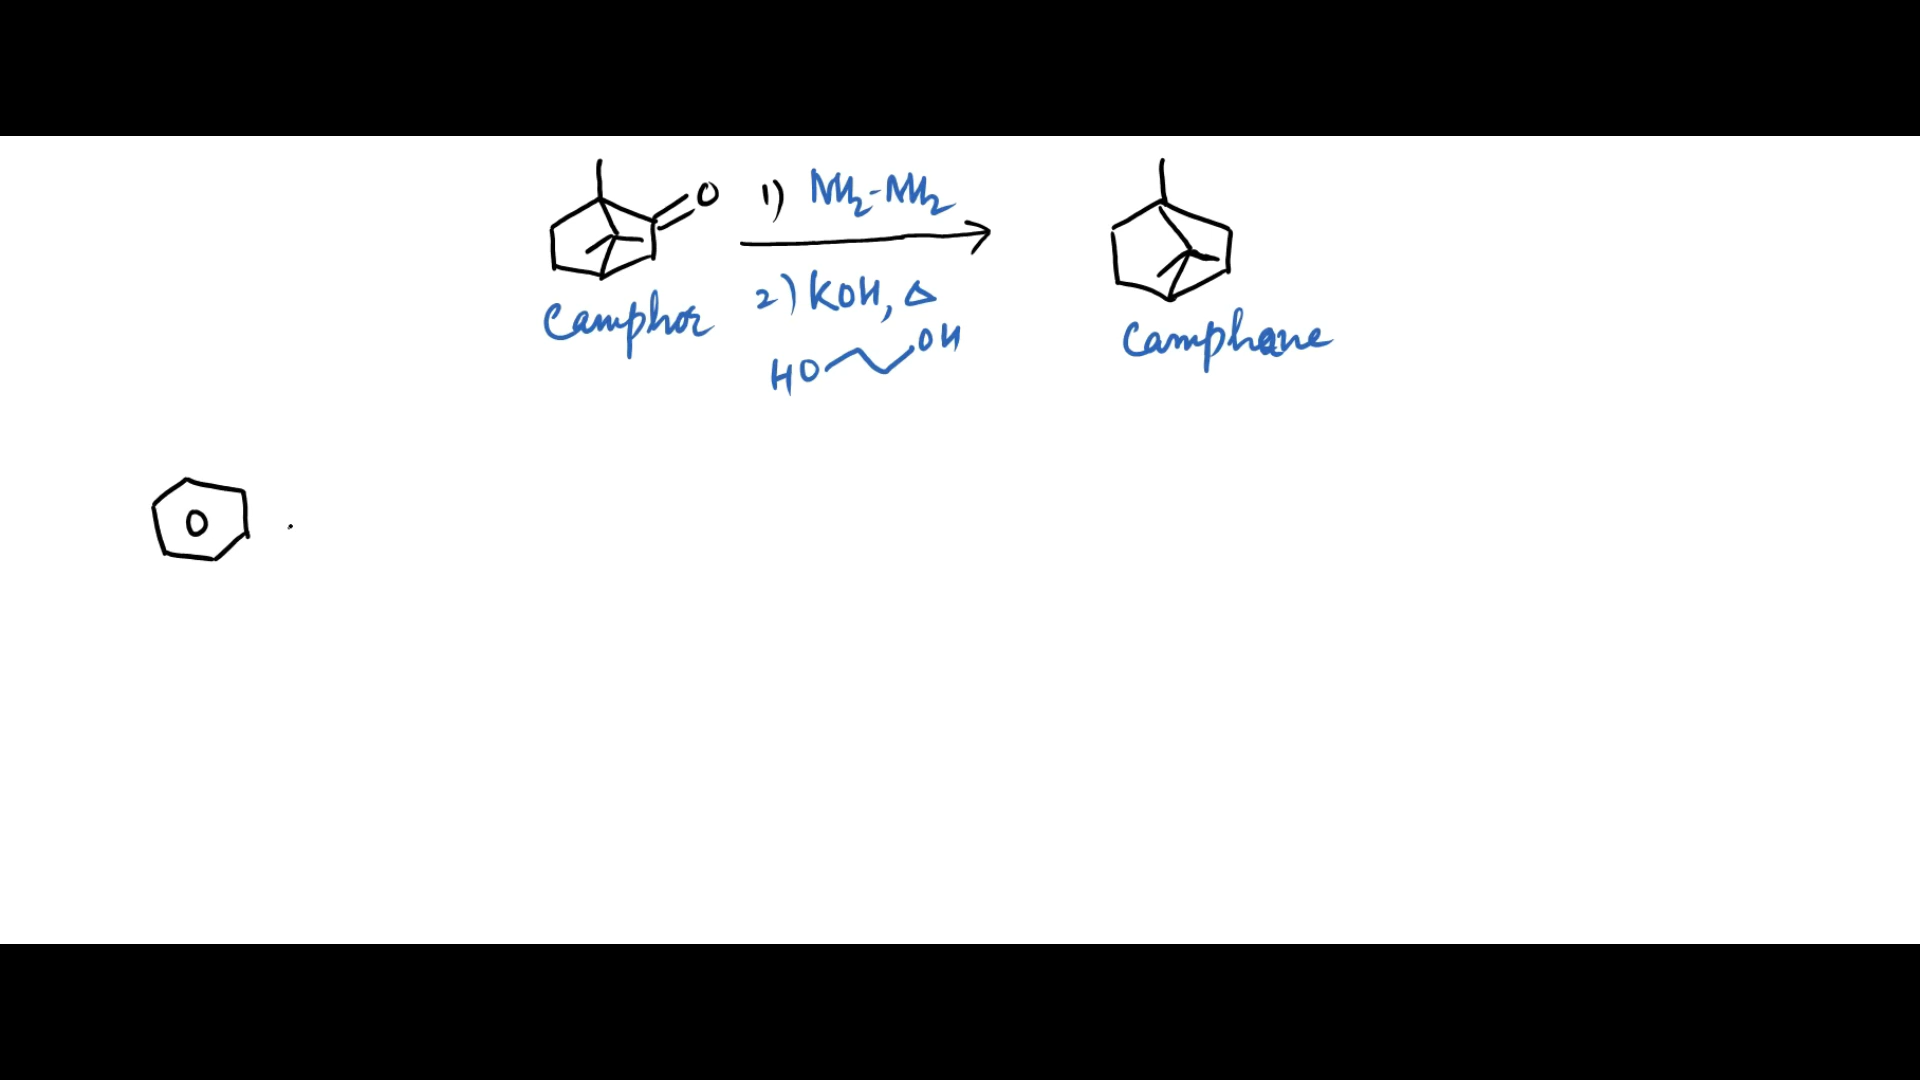 O 1) NH2-NH2
2) KOH, Δ
Camphor
HO OH
Camphane